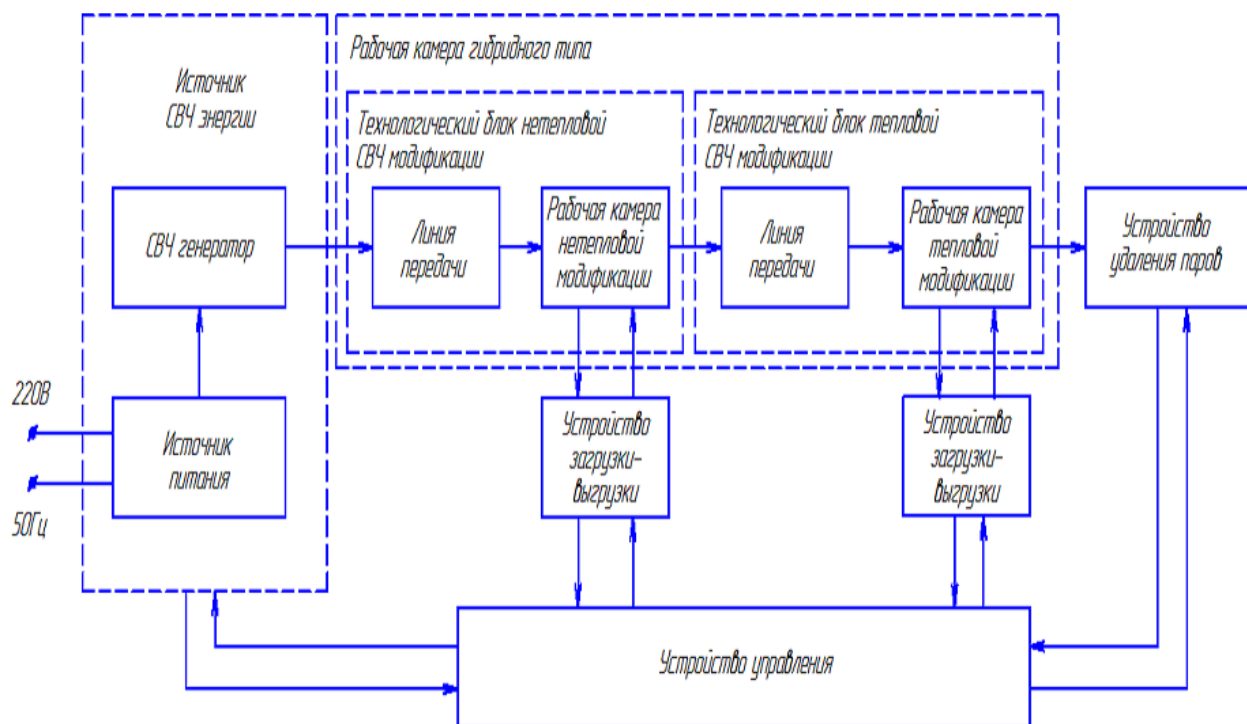 Рабочая камера гибридного типа
Источник
СВЧ энергии
Технологический блок нетепловой
СВЧ модификации
Технологический блок тепловой
СВЧ модификации
СВЧ генератор
Линия
передачи
Рабочая камера
нетепловой
модификации
Линия
передачи
Рабочая камера
тепловой
модификации
Устройство
удаления паров
220В
50Гц
Источник
питания
Устройство
загрузки-
выгрузки
Устройство
загрузки-
выгрузки
Устройство управления